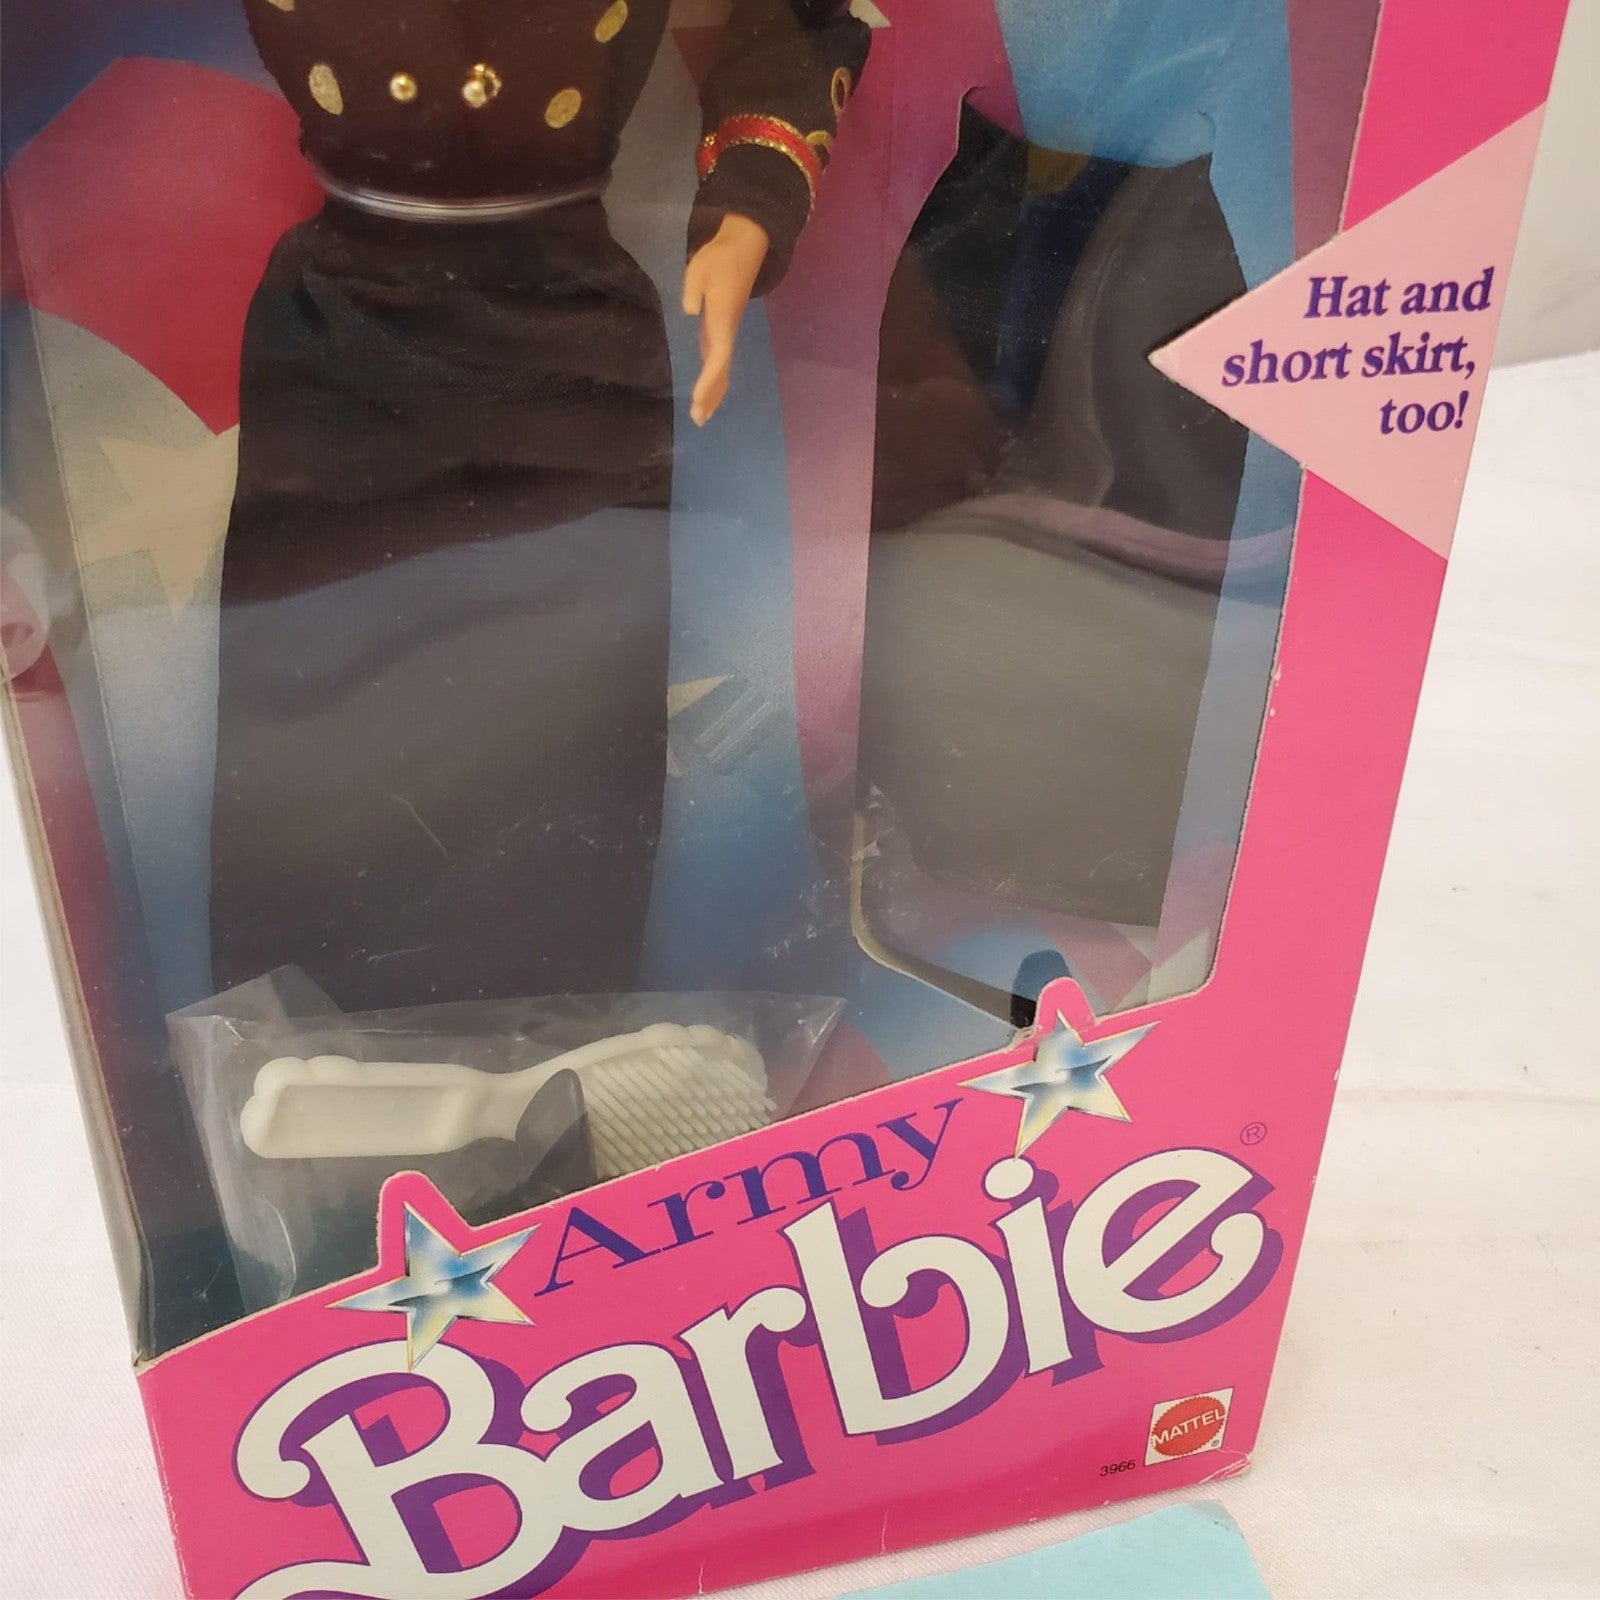 Hat and
short skirt,
too!
Army
Barbie®
MATTEL®
3966